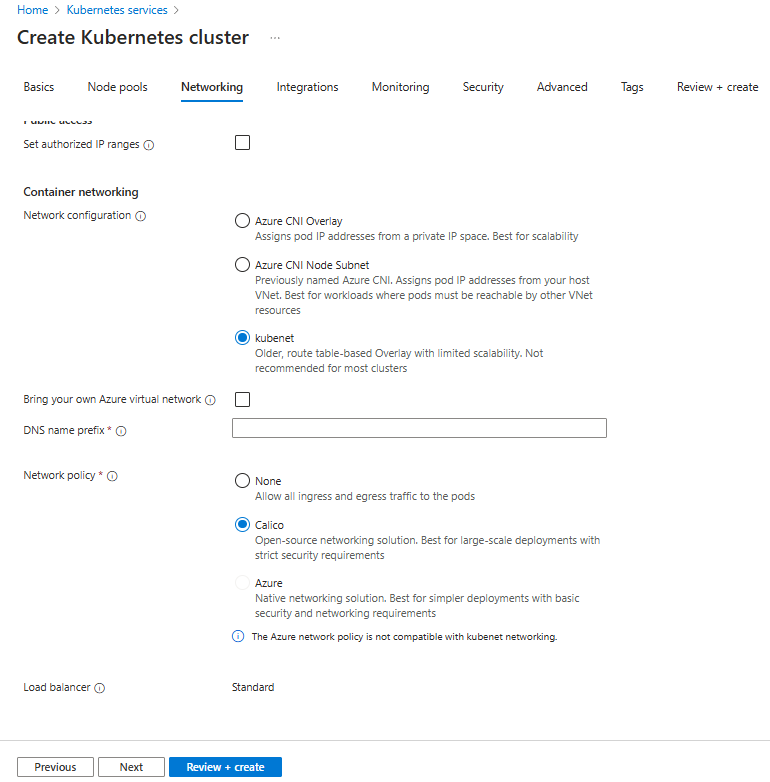 Home > Kubernetes services >
Create Kubernetes cluster ...
Basics Node pools Networking Integrations Monitoring Security Advanced Tags Review + create
Public access
Set authorized IP ranges
Container networking
Network configuration
Azure CNI Overlay
Assigns pod IP addresses from a private IP space. Best for scalability
Azure CNI Node Subnet
Previously named Azure CNI. Assigns pod IP addresses from your host
VNet. Best for workloads where pods must be reachable by other VNet
resources
kubenet
Older, route table-based Overlay with limited scalability. Not
recommended for most clusters
Bring your own Azure virtual network
DNS name prefix *
Network policy *
None
Allow all ingress and egress traffic to the pods
Calico
Open-source networking solution. Best for large-scale deployments with
strict security requirements
Azure
Native networking solution. Best for simpler deployments with basic
security and networking requirements
The Azure network policy is not compatible with kubenet networking.
Load balancer Standard
Previous Next Review + create